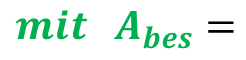 mit A_bes =